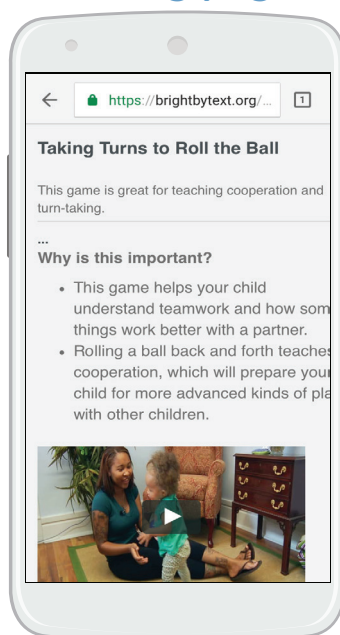 https://brightbytext.org/...
1
Taking Turns to Roll the Ball
This game is great for teaching cooperation and
turn-taking.
...
Why is this important?
• This game helps your child
understand teamwork and how som
things work better with a partner.
• Rolling a ball back and forth teaches
cooperation, which will prepare your
child for more advanced kinds of pla
with other children.